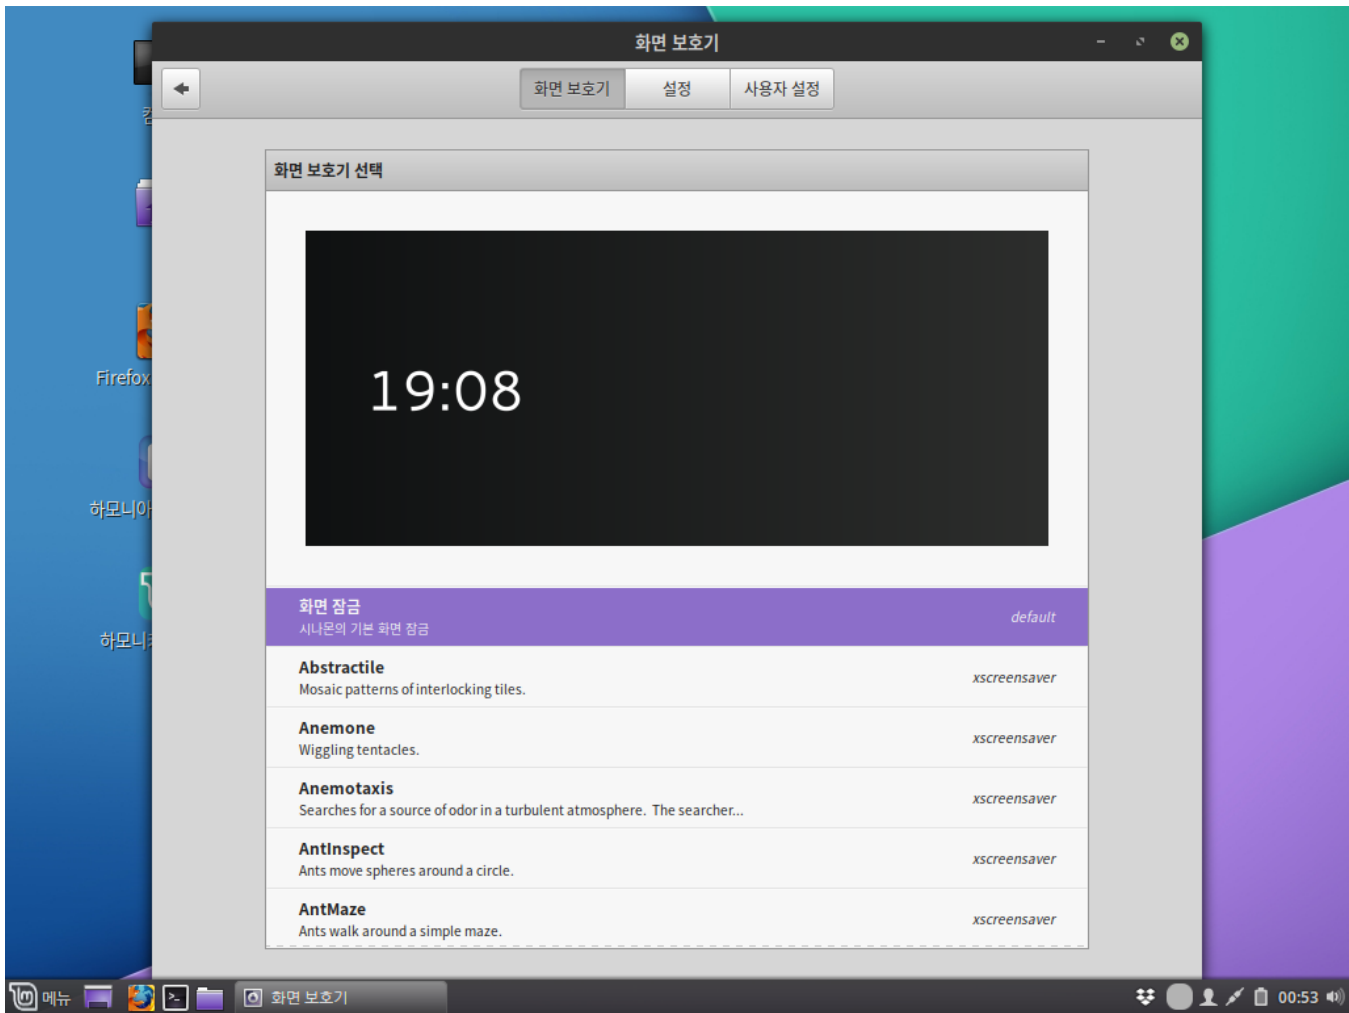 화면 보호기
화면 보호기 설정 사용자 설정
화면 보호기 선택
19:08
화면 잠금
시나몬의 기본 화면 잠금
default
Abstractile
Mosaic patterns of interlocking tiles.
xscreensaver
Anemone
Wiggling tentacles.
xscreensaver
Anemotaxis
Searches for a source of odor in a turbulent atmosphere. The searcher...
xscreensaver
AntInspect
Ants move spheres around a circle.
xscreensaver
AntMaze
Ants walk around a simple maze.
xscreensaver
Firefox
하모니
메뉴 화면 보호기 00:53